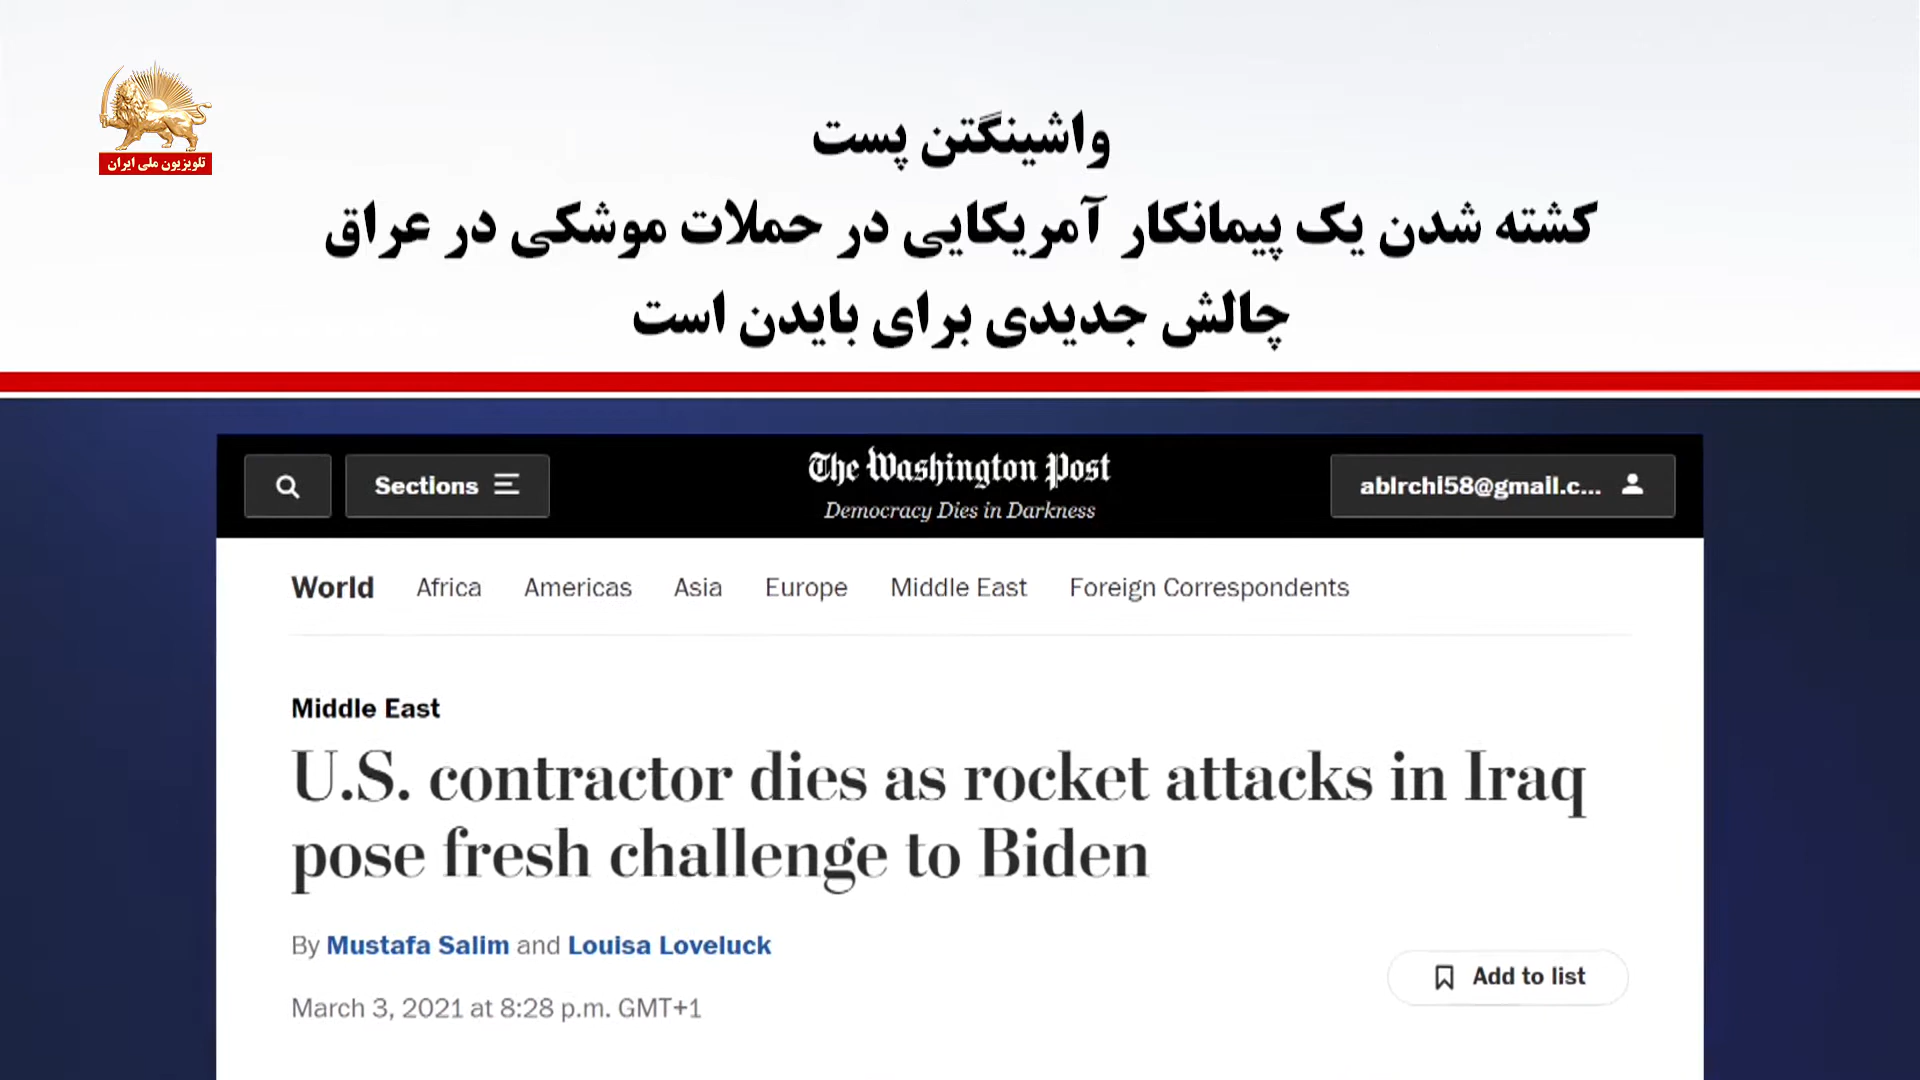 تلویزیون ملی ایران
واشینگتن پست
کشته شدن یک پیمانکار آمریکایی در حملات موشکی در عراق
چالش جدیدی برای بایدن است
Sections
The Washington Post
Democracy Dies in Darkness
ablrchi58@gmail.c...
World Africa Americas Asia Europe Middle East Foreign Correspondents
Middle East
U.S. contractor dies as rocket attacks in Iraq
pose fresh challenge to Biden
By Mustafa Salim and Louisa Loveluck
Add to list
March 3, 2021 at 8:28 p.m. GMT+1